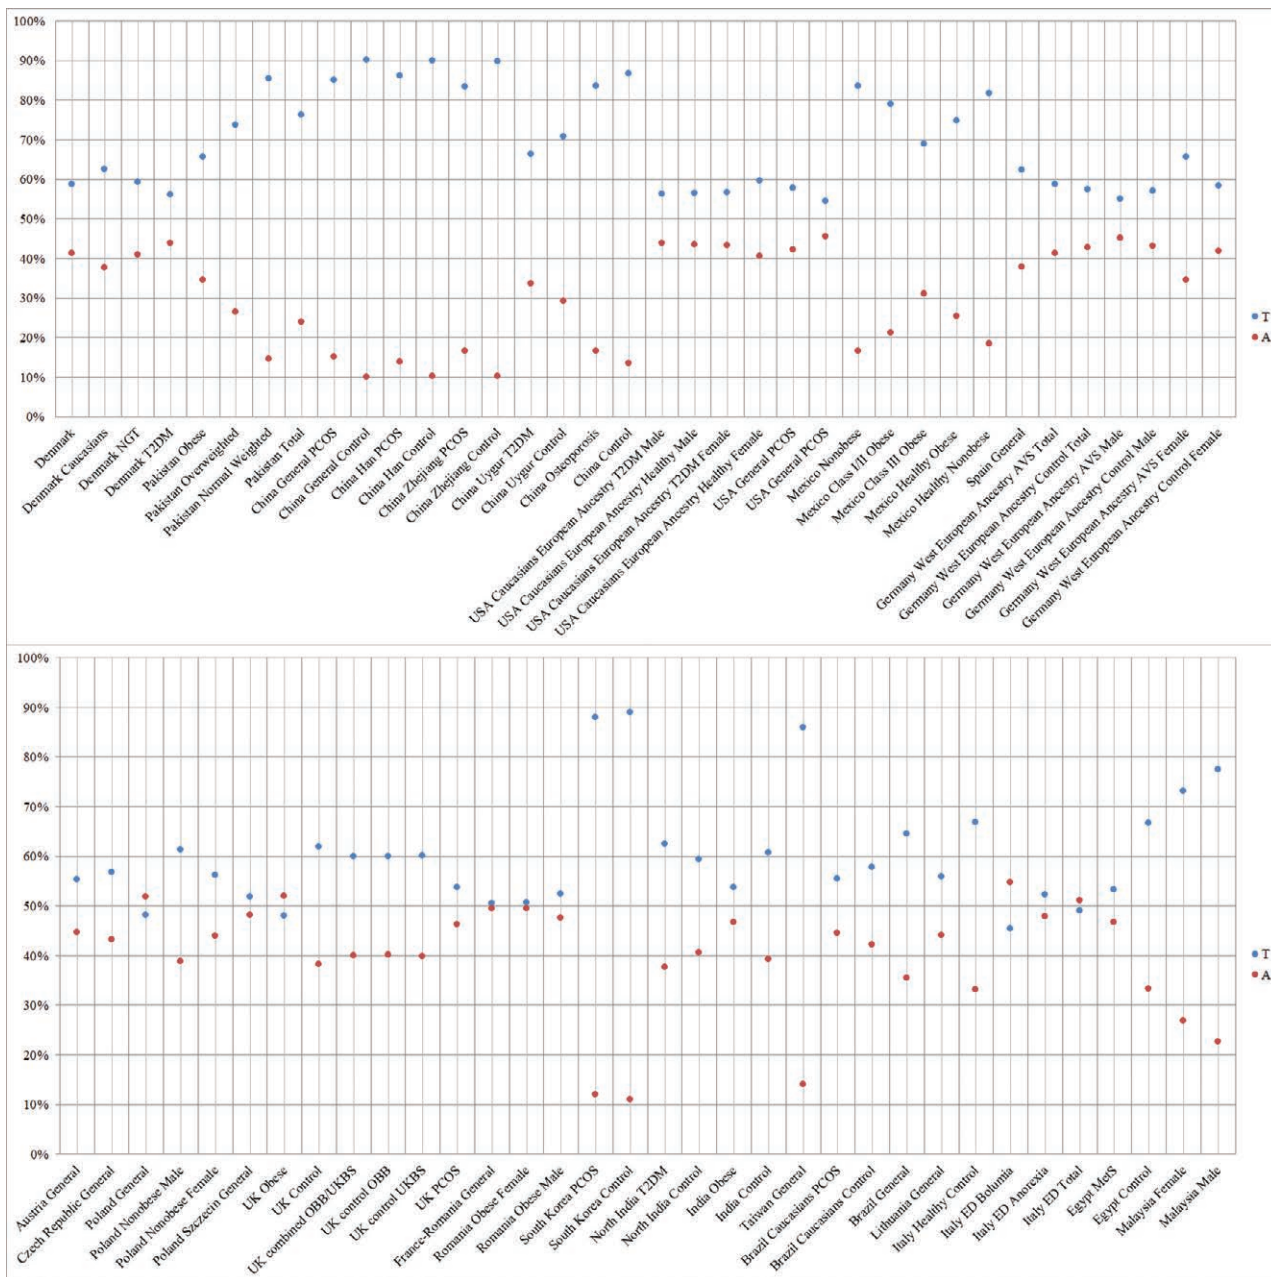 100%
90%
80%
70%
60%
50%
40%
30%
20%
10%
0%
T
A
Denmark
Denmark Caucasians
Denmark NGT
Denmark T2DM
Pakistan Obese
Pakistan Overweighted
Pakistan Normal Weighted
Pakistan Total
China General PCOS
China General Control
China Han PCOS
China Han Control
China Zhejiang PCOS
China Zhejiang Control
China Uygur T2DM
China Uygur Control
China Osteoporosis
China Control
USA Caucasians European Ancestry T2DM Male
USA Caucasians European Ancestry Healthy Male
USA Caucasians European Ancestry T2DM Female
USA Caucasians European Ancestry Healthy Female
USA General PCOS
USA General PCOS
Mexico Nonobese
Mexico Class I/II Obese
Mexico Class III Obese
Mexico Healthy Obese
Mexico Healthy Nonobese
Spain General
Germany West European Ancestry AVS Total
Germany West European Ancestry Control Total
Germany West European Ancestry AVS Male
Germany West European Ancestry Control Male
Germany West European Ancestry AVS Female
Germany West European Ancestry Control Female
100%
90%
80%
70%
60%
50%
40%
30%
20%
10%
0%
T
A
Austria General
Czech Republic General
Poland General
Poland Nonobese Male
Poland Nonobese Female
Poland Szczecin General
UK Obese
UK Control
UK combined OBB/UKBS
UK control OBB
UK control UKBS
UK PCOS
France-Romania General
Romania Obese Female
Romania Obese Male
South Korea PCOS
South Korea Control
North India T2DM
North India Control
India Obese
India Control
Taiwan General
Brazil Caucasians PCOS
Brazil Caucasians Control
Brazil General
Lithuania General
Italy Healthy Control
Italy ED Bolumia
Italy ED Anorexia
Italy ED Total
Egypt MetS
Egypt Control
Malaysia Female
Malaysia Male